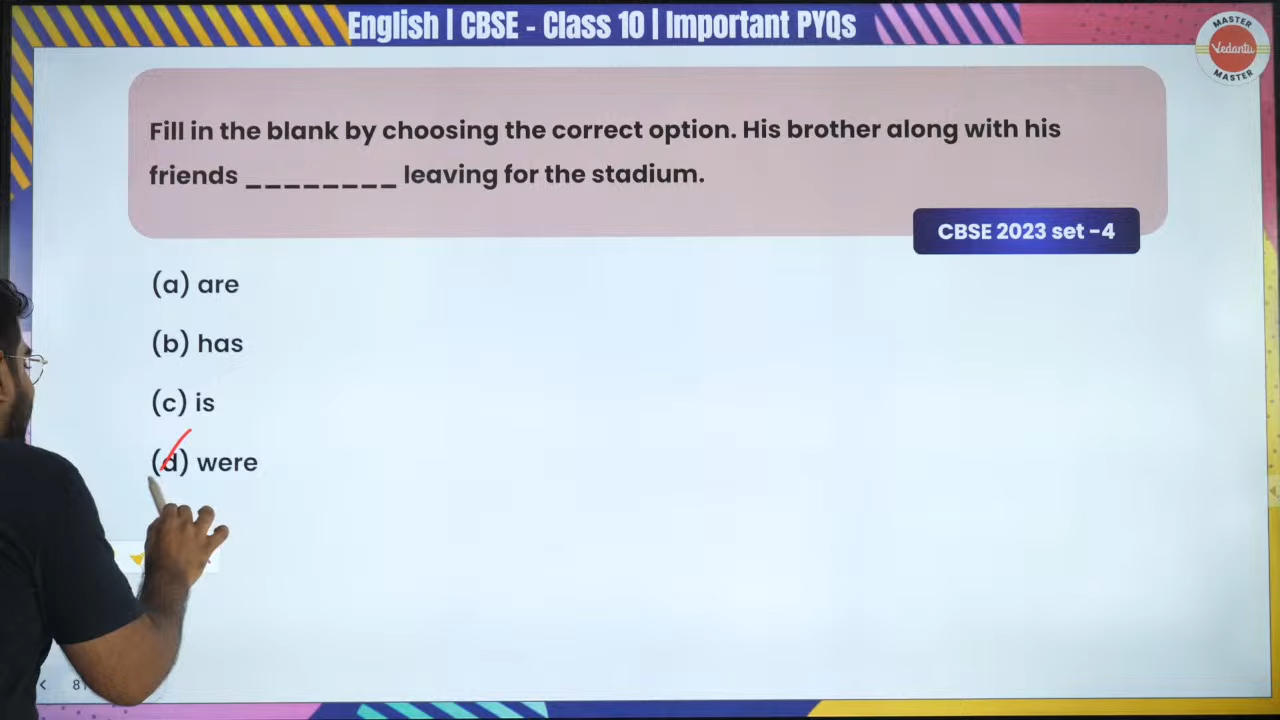 English | CBSE - Class 10 | Important PYQs
MASTER
Vedantu
MASTER
Fill in the blank by choosing the correct option. His brother along with his
friends ________ leaving for the stadium.
CBSE 2023 set -4
(a) are
(b) has
(c) is
(d) were